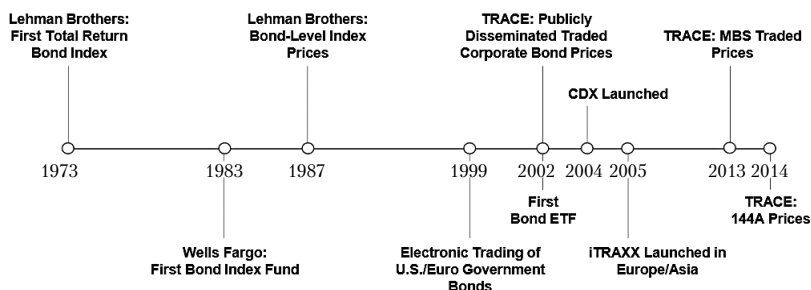 Lehman Brothers:
First Total Return
Bond Index
Lehman Brothers:
Bond-Level Index
Prices
TRACE: Publicly
Disseminated Traded
Corporate Bond Prices
TRACE: MBS Traded
Prices
CDX Launched
1973
1983
1987
1999
2002
2004
2005
2013
2014
First
Bond ETF
TRACE:
144A Prices
Wells Fargo:
First Bond Index Fund
Electronic Trading of
U.S./Euro Government
Bonds
iTRAXX Launched in
Europe/Asia